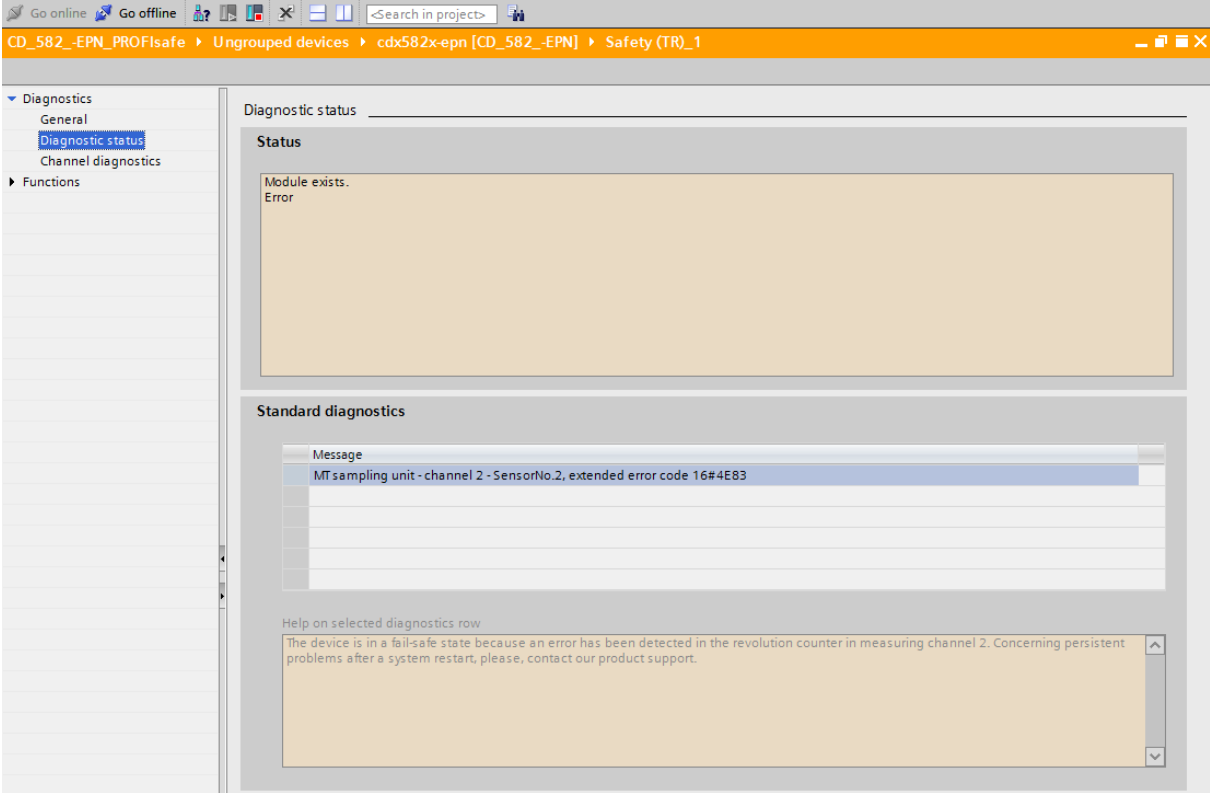 Go online Go offline <Search in project>
CD_582_-EPN_PROFIsafe Ungrouped devices cdx582x-epn [CD_582_-EPN] Safety (TR)_1
Diagnostics
General
Diagnostic status
Channel diagnostics
Functions
Diagnostic status
Status
Module exists.
Error
Standard diagnostics
Message
MT sampling unit - channel 2 - SensorNo.2, extended error code 16#4E83
Help on selected diagnostics row
The device is in a fail-safe state because an error has been detected in the revolution counter in measuring channel 2. Concerning persistent
problems after a system restart, please, contact our product support.